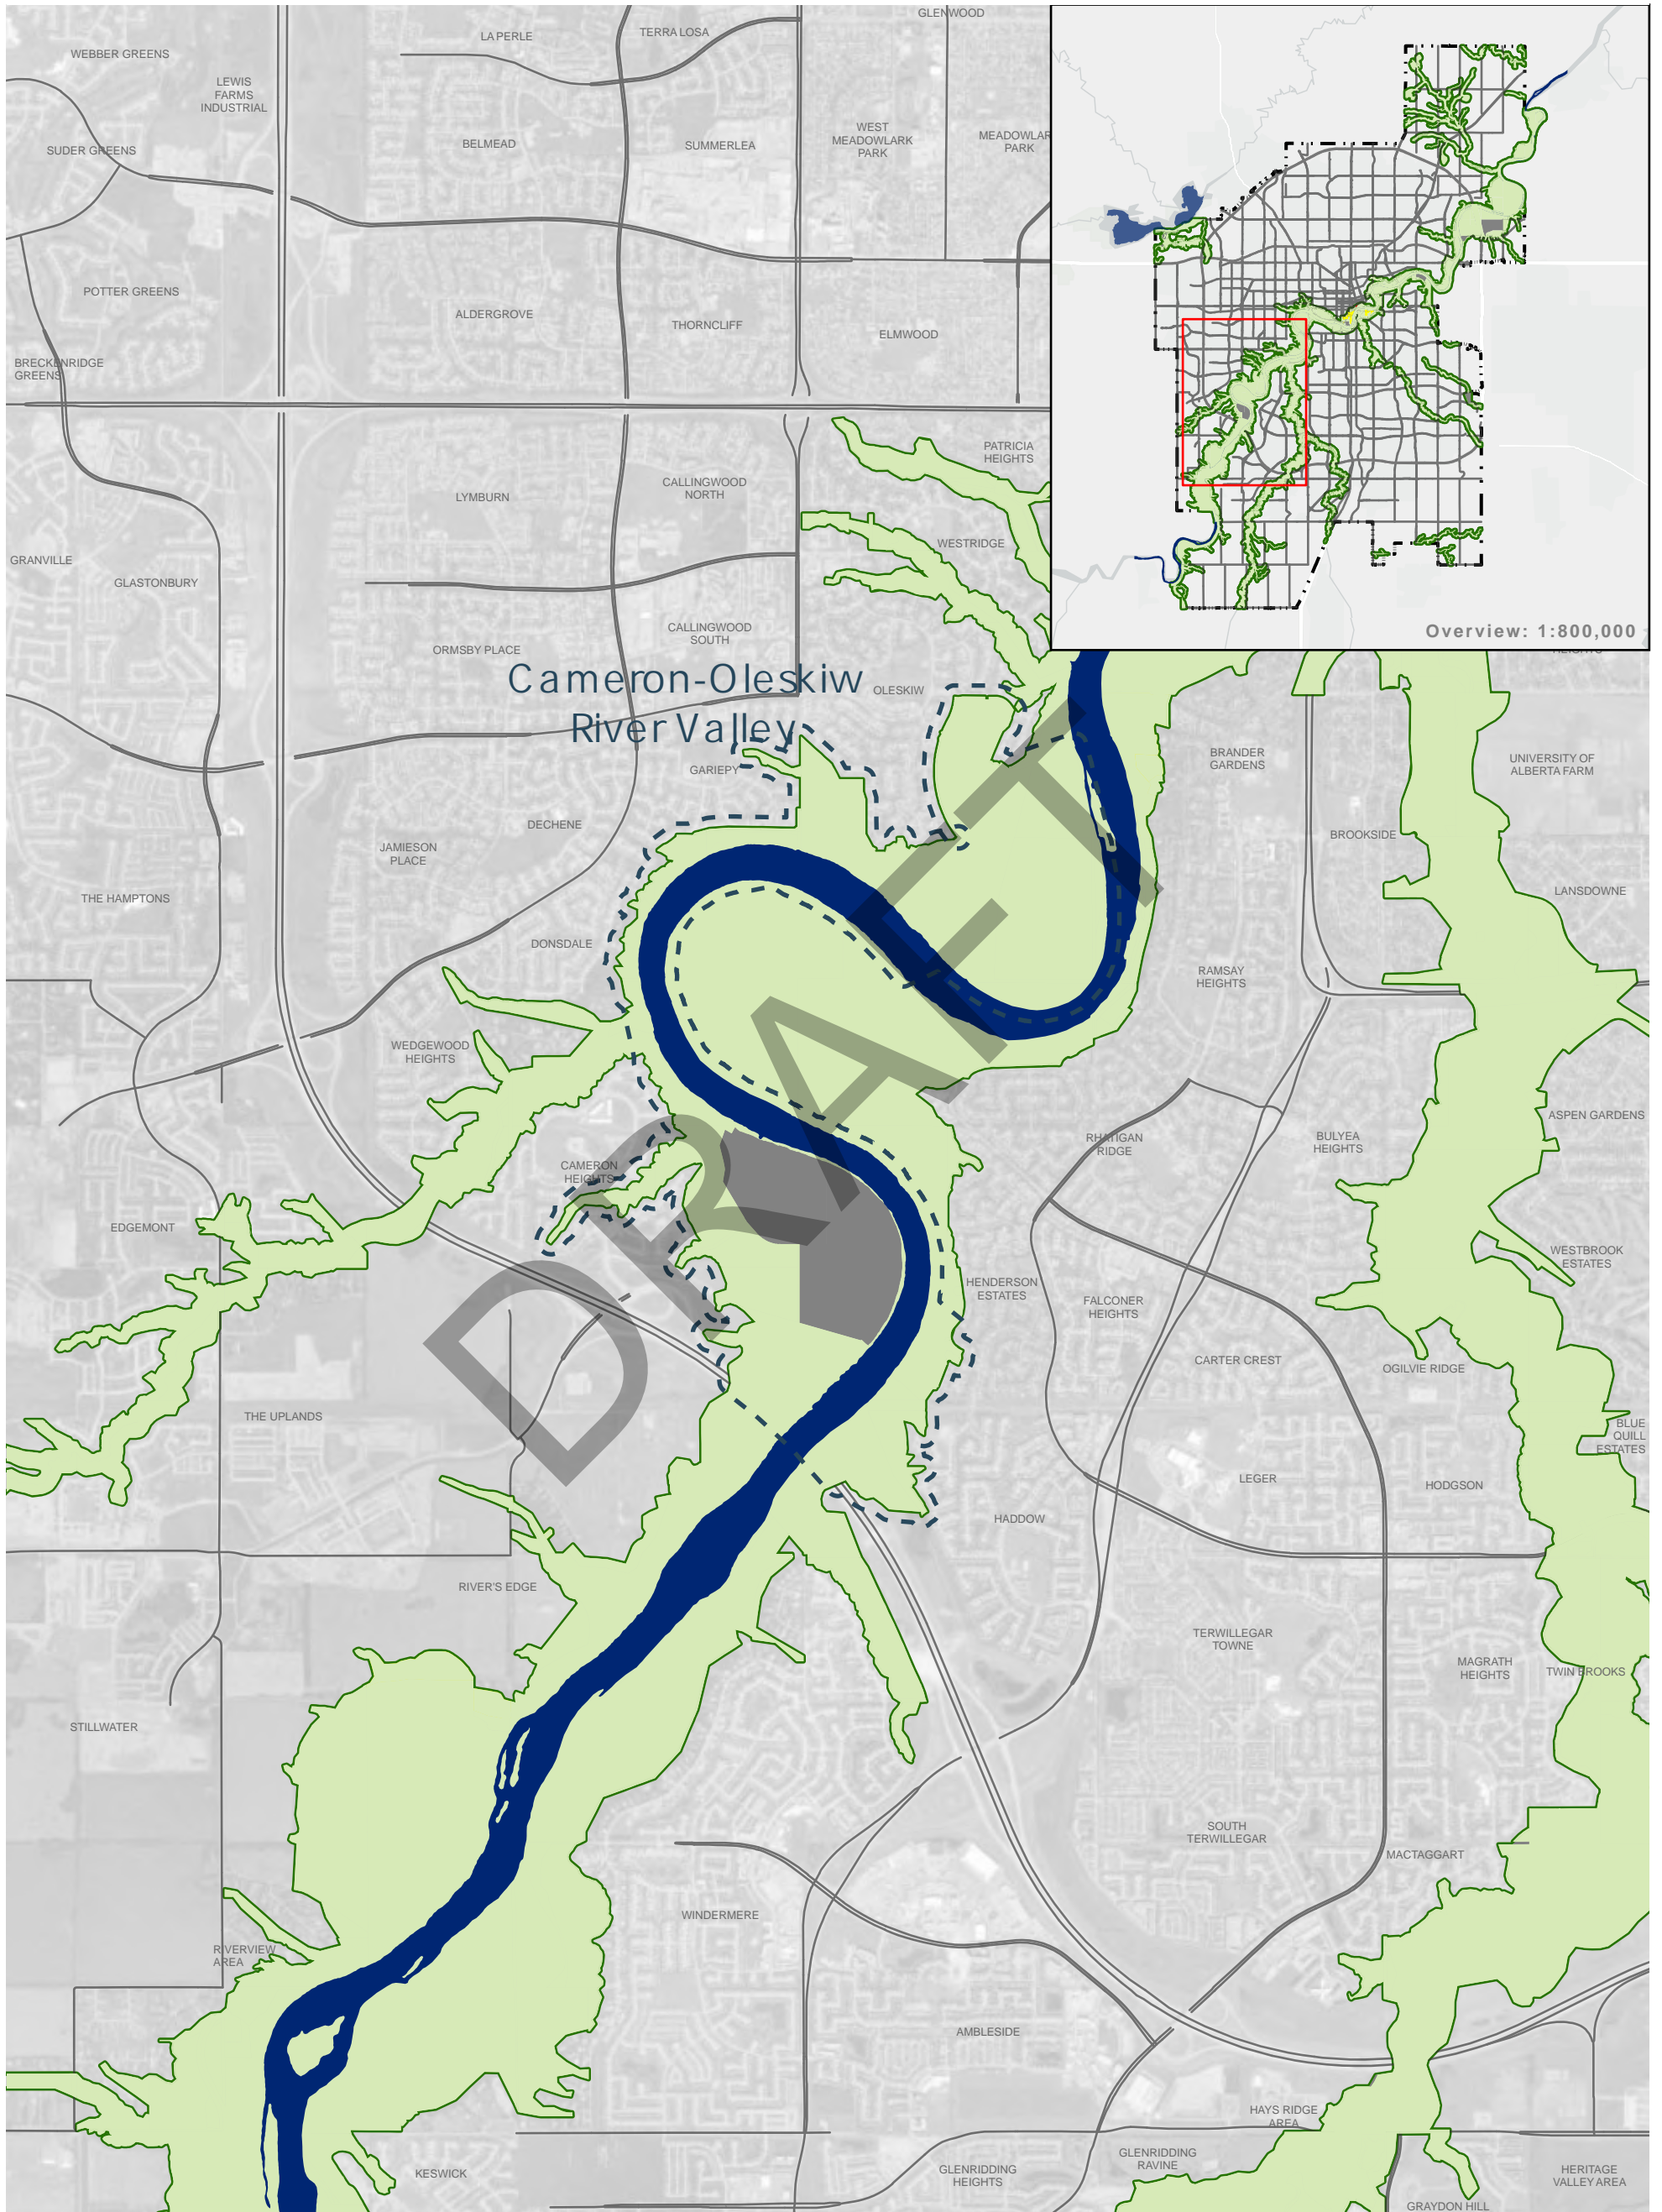 GLENWOOD
LA PERLE
TERRA LOSA
WEBBER GREENS
LEWIS
FARMS
INDUSTRIAL
WEST
MEADOWLARK
PARK
MEADOWLAR
PARK
SUDER GREENS
BELMEAD
SUMMERLEA
POTTER GREENS
ALDERGROVE
THORNCLIFF
ELMWOOD
BRECKENRIDGE
GREENS
PATRICIA
HEIGHTS
LYMBURN
CALLINGWOOD
NORTH
WESTRIDGE
GRANVILLE
GLASTONBURY
CALLINGWOOD
SOUTH
Overview: 1:800,000
ORMSBY PLACE
HEIGHTS
Cameron-Oleskiw
River Valley
OLESKIW
GARIEPY
BRANDER
GARDENS
UNIVERSITY OF
ALBERTA FARM
DECHENE
BROOKSIDE
JAMIESON
PLACE
THE HAMPTONS
LANSDOWNE
DONSDALE
RAMSAY
HEIGHTS
WEDGEWOOD
HEIGHTS
ASPEN GARDENS
RHATIGAN
RIDGE
BULYEA
HEIGHTS
CAMERON
HEIGHTS
EDGEMONT
WESTBROOK
ESTATES
HENDERSON
ESTATES
FALCONER
HEIGHTS
DRAFT
CARTER CREST
OGILVIE RIDGE
THE UPLANDS
BLUE
QUILL
ESTATES
LEGER
HODGSON
HADDOW
RIVER'S EDGE
TERWILLEGAR
TOWNE
MAGRATH
HEIGHTS
TWIN BROOKS
STILLWATER
SOUTH
TERWILLEGAR
MACTAGGART
WINDERMERE
RIVERVIEW
AREA
AMBLESIDE
HAYS RIDGE
AREA
GLENRIDDING
RAVINE
KESWICK
GLENRIDDING
HEIGHTS
HERITAGE
VALLEY AREA
GRAYDON HILL